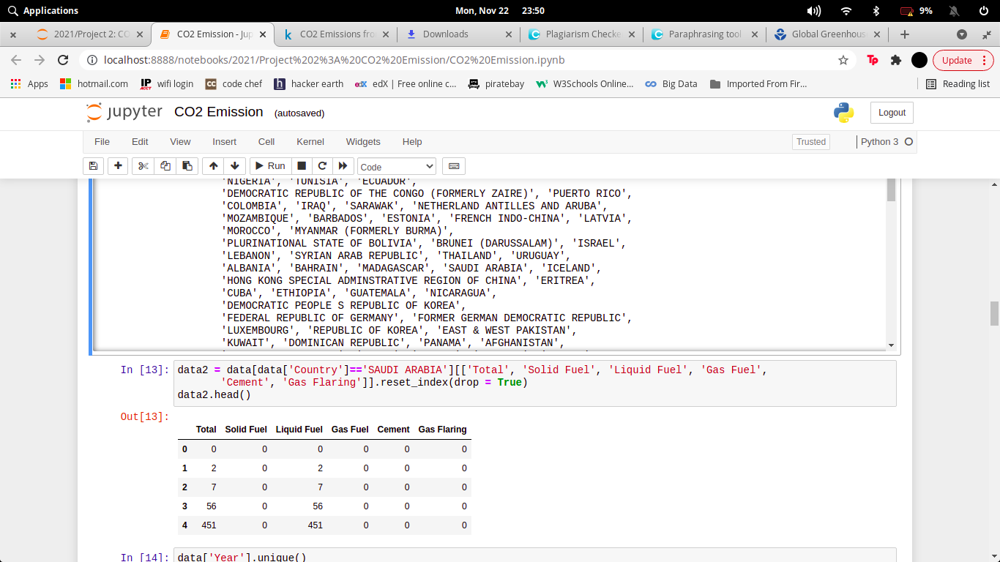 Applications Mon, Nov 22 23:50 9%
2021/Project 2: CO CO2 Emission - Jup CO2 Emissions fro Downloads Plagiarism Checke Paraphrasing tool Global Greenhous
localhost:8888/notebooks/2021/Project%202%3A%20CO2%20Emission/CO2%20Emission.ipynb Tp Update
Apps hotmail.com IP ACCT wifi login CC code chef h hacker earth edX edX | Free online c... piratebay W3Schools Online... Big Data Imported From Fir... Reading list
jupyter CO2 Emission (autosaved) Logout
File Edit View Insert Cell Kernel Widgets Help Trusted Python 3
Run Code
'NIGERIA', 'TUNISIA', 'ECUADOR',
'DEMOCRATIC REPUBLIC OF THE CONGO (FORMERLY ZAIRE)', 'PUERTO RICO',
'COLOMBIA', 'IRAQ', 'SARAWAK', 'NETHERLAND ANTILLES AND ARUBA',
'MOZAMBIQUE', 'BARBADOS', 'ESTONIA', 'FRENCH INDO-CHINA', 'LATVIA',
'MOROCCO', 'MYANMAR (FORMERLY BURMA)',
'PLURINATIONAL STATE OF BOLIVIA', 'BRUNEI (DARUSSALAM)', 'ISRAEL',
'LEBANON', 'SYRIAN ARAB REPUBLIC', 'THAILAND', 'URUGUAY',
'ALBANIA', 'BAHRAIN', 'MADAGASCAR', 'SAUDI ARABIA', 'ICELAND',
'HONG KONG SPECIAL ADMINSTRATIVE REGION OF CHINA', 'ERITREA',
'CUBA', 'ETHIOPIA', 'GUATEMALA', 'NICARAGUA',
'DEMOCRATIC PEOPLE S REPUBLIC OF KOREA',
'FEDERAL REPUBLIC OF GERMANY', 'FORMER GERMAN DEMOCRATIC REPUBLIC',
'LUXEMBOURG', 'REPUBLIC OF KOREA', 'EAST & WEST PAKISTAN',
'KUWAIT', 'DOMINICAN REPUBLIC', 'PANAMA', 'AFGHANISTAN',
In [13]: data2 = data[data['Country']=='SAUDI ARABIA'][['Total', 'Solid Fuel', 'Liquid Fuel', 'Gas Fuel',
'Cement', 'Gas Flaring']].reset_index(drop = True)
data2.head()
Out[13]:
Total Solid Fuel Liquid Fuel Gas Fuel Cement Gas Flaring
0 0 0 0 0 0 0
1 2 0 2 0 0 0
2 7 0 7 0 0 0
3 56 0 56 0 0 0
4 451 0 451 0 0 0
In [14]: data['Year'].unique()